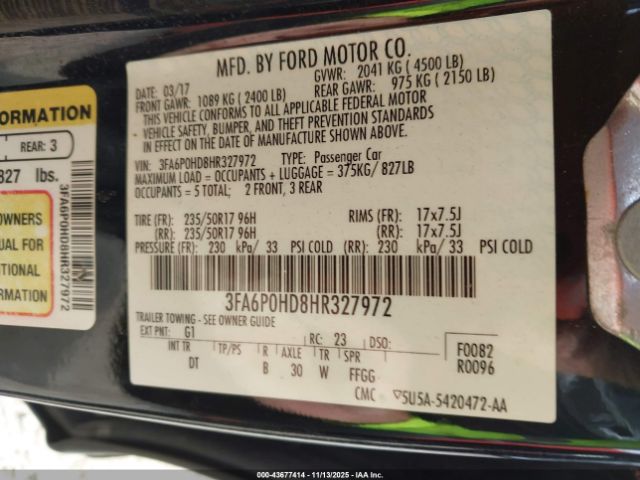 MFD. BY FORD MOTOR CO.
DATE: 03/17 GVWR: 2041 KG ( 4500 LB)
FRONT GAWR: 1089 KG ( 2400 LB) REAR GAWR: 975 KG ( 2150 LB)
THIS VEHICLE CONFORMS TO ALL APPLICABLE FEDERAL MOTOR
VEHICLE SAFETY, BUMPER, AND THEFT PREVENTION STANDARDS
IN EFFECT ON THE DATE OF MANUFACTURE SHOWN ABOVE.
VIN: 3FA6P0HD8HR327972 TYPE: Passenger Car
MAXIMUM LOAD = OCCUPANTS + LUGGAGE = 375KG/ 827LB
OCCUPANTS = 5 TOTAL; 2 FRONT, 3 REAR
TIRE (FR): 235/50R17 96H RIMS (FR): 17x7.5J
(RR): 235/50R17 96H (RR): 17x7.5J
PRESSURE (FR): 230 kPa/ 33 PSI COLD (RR): 230 kPa/ 33 PSI COLD
3FA6P0HD8HR327972
TRAILER TOWING - SEE OWNER GUIDE
EXT PNT: G1 RC: 23 DSO: F0082
INT TR TP/PS R AXLE TR SPR R0096
DT B 30 W FFGG
CMC 5U5A-5420472-AA
FORMATION
REAR: 3
827 lbs.
OWNERS
UAL FOR
ITIONAL
RMATION
3FA6P0HD8HR327972
000-43677414 - 11/13/2025 - IAA Inc.